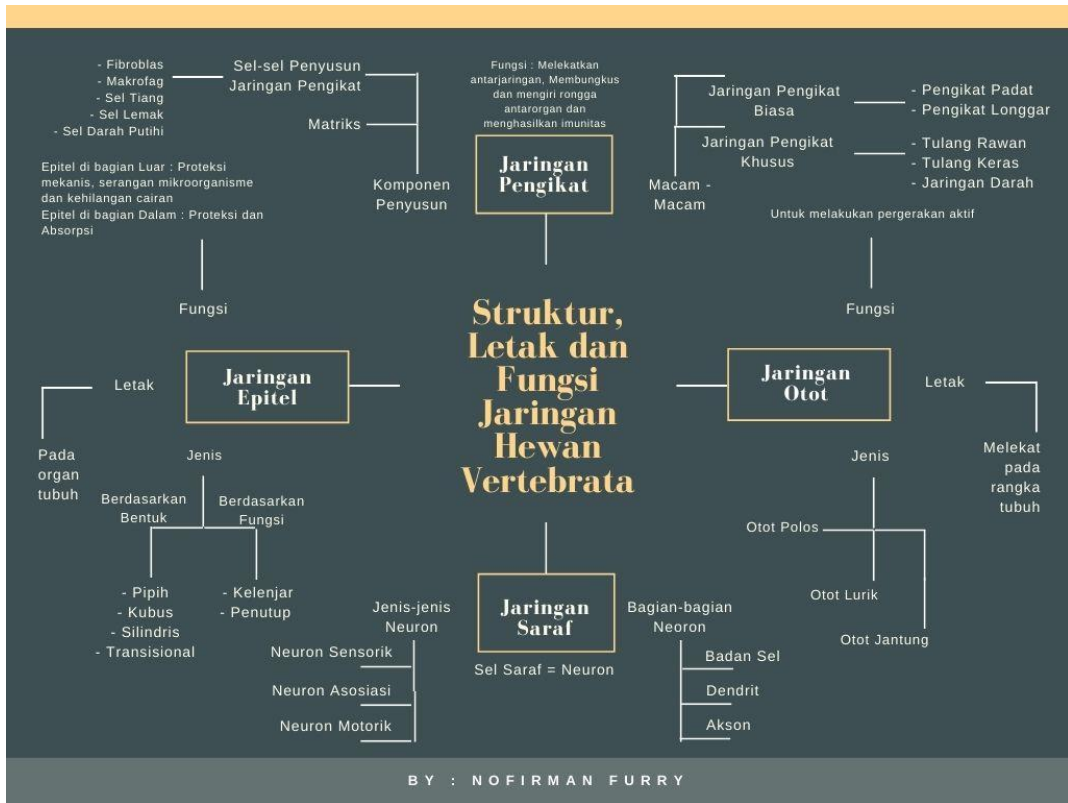 - Fibroblas
- Makrofag
- Sel Tiang
- Sel Lemak
- Sel Darah Putihi
Sel-sel Penyusun
Jaringan Pengikat
Matriks
Komponen
Penyusun
Fungsi : Melekatkan
antarjaringan, Membungkus
dan mengiri rongga
antarorgan dan
menghasilkan imunitas
Jaringan
Pengikat
Jaringan Pengikat
Biasa
- Pengikat Padat
- Pengikat Longgar
Jaringan Pengikat
Khusus
- Tulang Rawan
- Tulang Keras
- Jaringan Darah
Macam -
Macam
Epitel di bagian Luar : Proteksi
mekanis, serangan mikroorganisme
dan kehilangan cairan
Epitel di bagian Dalam : Proteksi dan
Absorpsi
Fungsi
Untuk melakukan pergerakan aktif
Fungsi
Struktur,
Letak dan
Fungsi
Jaringan
Hewan
Vertebrata
Letak
Jaringan
Epitel
Pada
organ
tubuh
Jenis
Berdasarkan
Bentuk
Berdasarkan
Fungsi
- Pipih
- Kubus
- Silindris
- Transisional
- Kelenjar
- Penutup
Jaringan
Otot
Letak
Melekat
pada
rangka
tubuh
Jenis
Otot Polos
Otot Lurik
Otot Jantung
Jenis-jenis
Neuron
Neuron Sensorik
Neuron Asosiasi
Neuron Motorik
Jaringan
Saraf
Sel Saraf = Neuron
Bagian-bagian
Neoron
Badan Sel
Dendrit
Akson
BY : NOFIRMAN FURRY